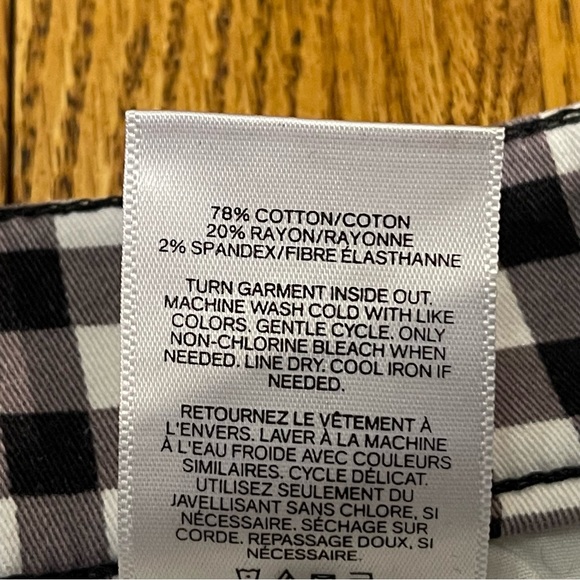 78% COTTON/COTON
20% RAYON/RAYONNE
2% SPANDEX/FIBRE ÉLASTHANNE
TURN GARMENT INSIDE OUT.
MACHINE WASH COLD WITH LIKE
COLORS. GENTLE CYCLE. ONLY
NON-CHLORINE BLEACH WHEN
NEEDED. LINE DRY. COOL IRON IF
NEEDED.
RETOURNEZ LE VÊTEMENT À
L'ENVERS. LAVER À LA MACHINE
À L'EAU FROIDE AVEC COULEURS
SIMILAIRES. CYCLE DÉLICAT.
UTILISEZ SEULEMENT DU
JAVELLISANT SANS CHLORE, SI
NÉCESSAIRE. SÉCHAGE SUR
CORDE. REPASSAGE DOUX, SI
NÉCESSAIRE.